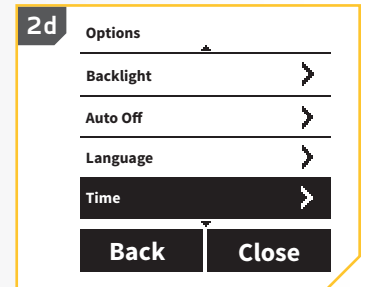 2d
Options
Backlight
Auto Off
Language
Time
Back Close